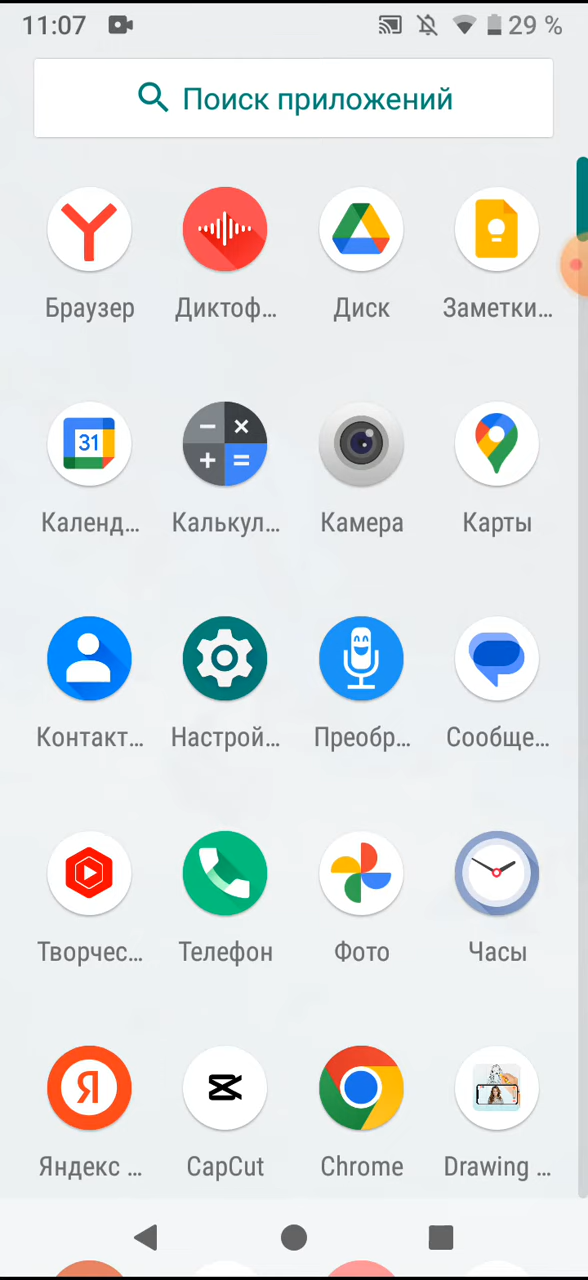 11:07 29 %
Поиск приложений
Браузер Диктоф... Диск Заметки...
31
Календ... Калькул... Камера Карты
Контакт... Настрой... Преобр... Сообще...
Творчес... Телефон Фото Часы
Я
Яндекс ... CapCut Chrome Drawing ...